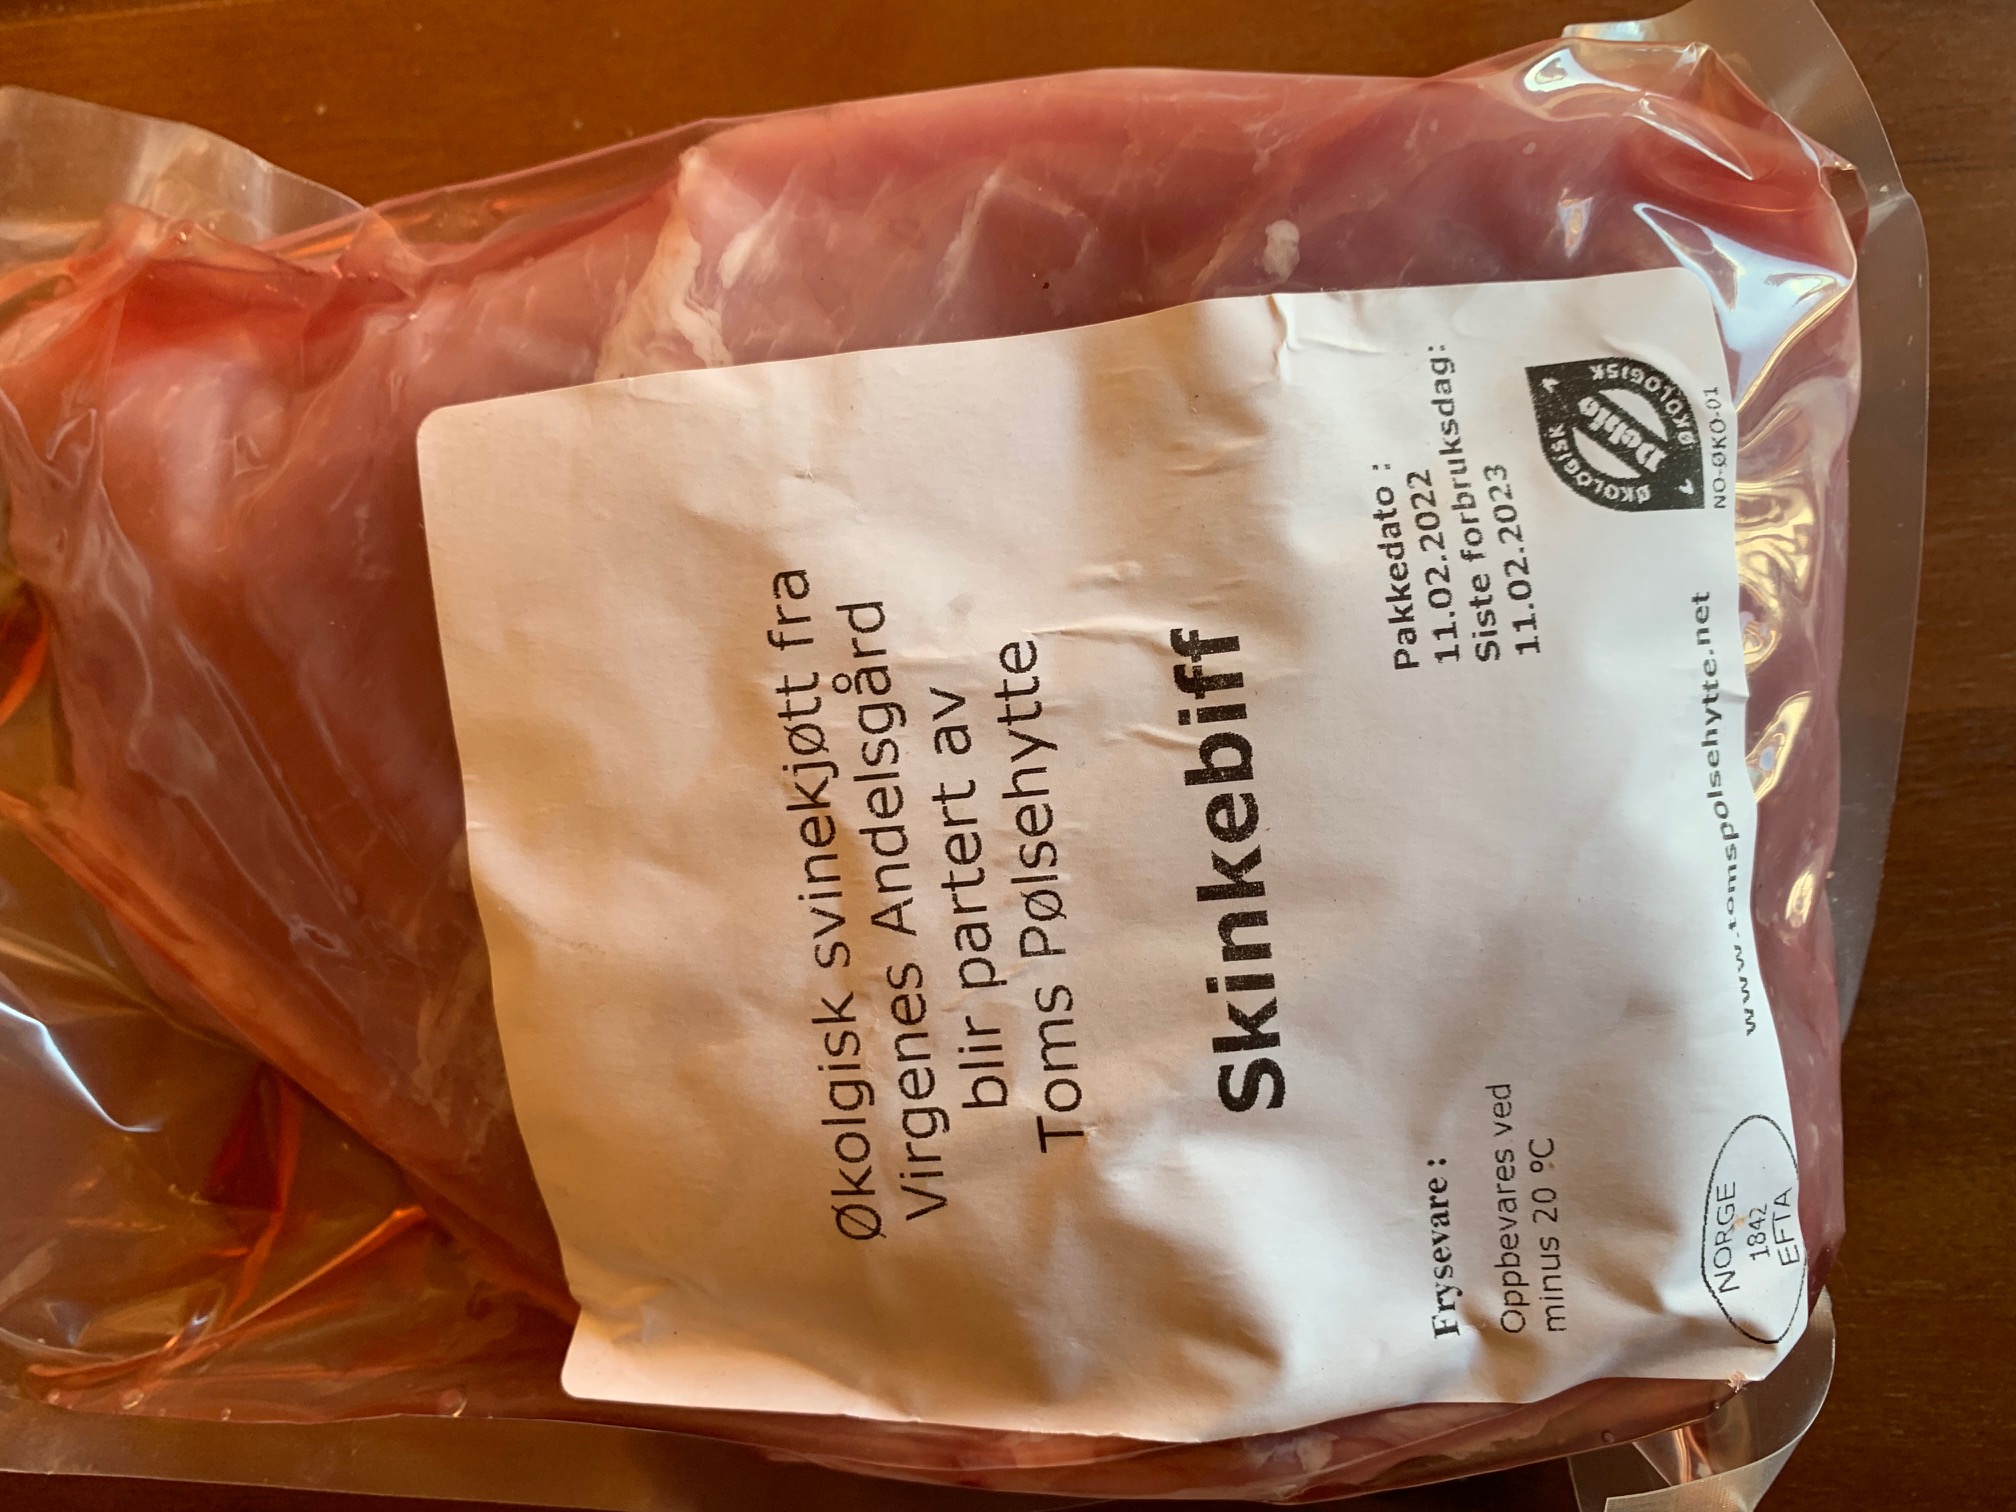 Økolgisk svinekjøtt fra
Virgenes Andelsgård
blir partert av
Toms Pølsehytte
Skinkebiff
Pakkedato :
11.02.2022
Siste forbruksdag:
11.02.2023
Frysevare :
Oppbevares ved
minus 20 ºC
ØKOLOGISK
Debio
ØKOLOGISK
NO-ØKO-01
NORGE
1842
EFTA
www.tomspolsehytte.net